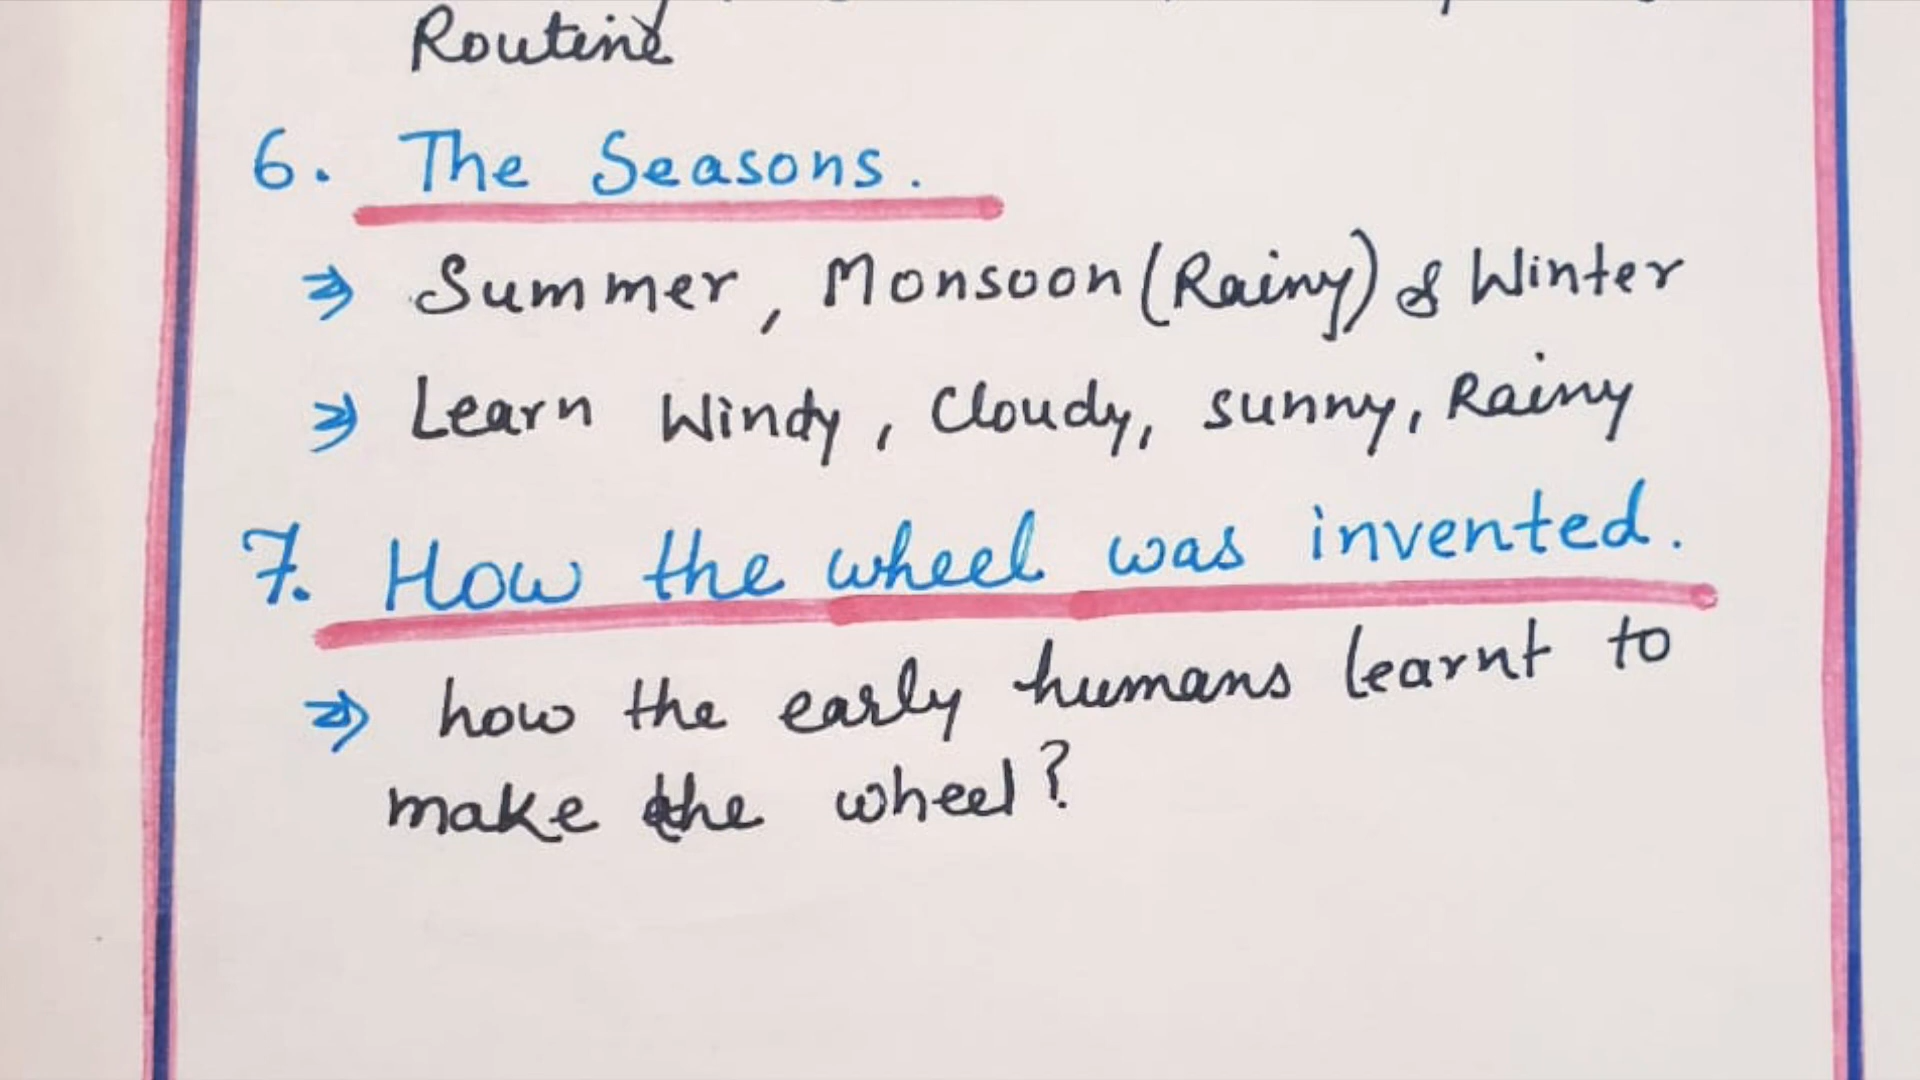 Routine
6. The Seasons.
⇒ Summer, Monsoon (Rainy) & Winter
⇒ Learn Windy, Cloudy, sunny, Rainy
7. How the wheel was invented.
⇒ how the early humans learnt to
make the wheel?